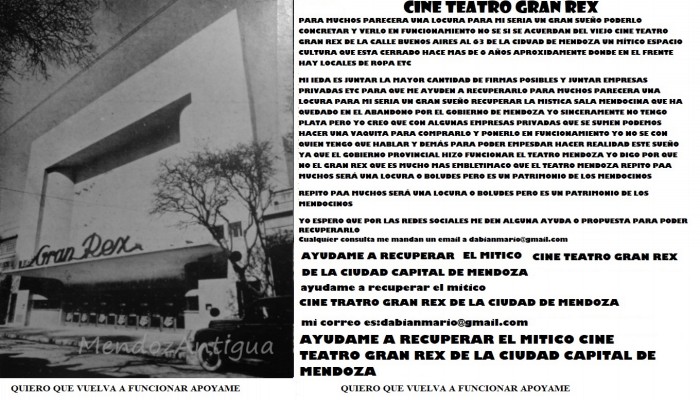 Gran Rex
MendozAntigua
QUIERO QUE VUELVA A FUNCIONAR APOYAME
CINE TEATRO GRAN REX
PARA MUCHOS PARECERA UNA LOCURA PARA MI SERIA UN GRAN SUEÑO PODERLO
CONCRETAR Y VERLO EN FUNCIONAMIENTO NO SE SI SE ACUERDAN DEL VIEJO CINE TEATRO
GRAN REX DE LA CALLE BUENOS AIRES AL 63 DE LA CIUDAD DE MENDOZA UN MÍTICO ESPACIO
CULTURA QUE ESTA CERRADO HACE MAS DE 6 AÑOS APROXIDAMENTE DONDE EN EL FRENTE
HAY LOCALES DE ROPA ETC
MI IEDA ES JUNTAR LA MAYOR CANTIDAD DE FIRMAS POSIBLES Y JUNTAR EMPRESAS
PRIVADAS ETC PARA QUE ME AYUDEN A RECUPERARLO PARA MUCHOS PARECERA UNA
LOCURA PARA MI SERIA UN GRAN SUEÑO RECUPERAR LA MISTICA SALA MENDOCINA QUE HA
QUEDADO EN EL ABANDONO POR EL GOBIERNO DE MENDOZA YO SINCERAMENTE NO TENGO
PLATA PERO YO CREO QUE CON ALGUNAS EMPRESAS PRIVADAS QUE SE SUMEN PODEMOS
HACER UNA VAQUITA PARA COMPRARLO Y PONERLO EN FUNCIONAMIENTO YO NO SE CON
QUIEN TENGO QUE HABLAR Y DEMÁS PARA PODER EMPESDAR HACER REALIDAD ESTE SUEÑO
YA QUE EL GOBIERNO PROVINCIAL HIZO FUNCIONAR EL TEATRO MENDOZA YO DIGO POR QUE
NO EL GRAN REX QUE ES MUCHO MAS EMBLETIMACO QUE EL TEATRO MENDOZA REPITO PAA
MUCHOS SERÁ UNA LOCURA O BOLUDES PERO ES UN PATRIMONIO DE LOS MENDOCINOS
REPITO PAA MUCHOS SERÁ UNA LOCURA O BOLUDES PERO ES UN PATRIMONIO DE LOS
MENDOCINOS
YO ESPERO QUE POR LAS REDES SOCIALES ME DEN ALGUNA AYUDA O PROPUESTA PARA PODER
RECUPERARLO
Cualquier consulta me mandan un email a dabianmario@gmail.com
AYUDAME A RECUPERAR EL MITICO CINE TEATRO GRAN REX
DE LA CIUDAD CAPITAL DE MENDOZA
ayudame a recuperar el mítico
CINE TRATRO GRAN REX DE LA CIUDAD DE MENDOZA
mi correo es:dabianmario@gmail.com
AYUDAME A RECUPERAR EL MITICO CINE
TEATRO GRAN REX DE LA CIUDAD CAPITAL DE
MENDOZA
QUIERO QUE VUELVA A FUNCIONAR APOYAME